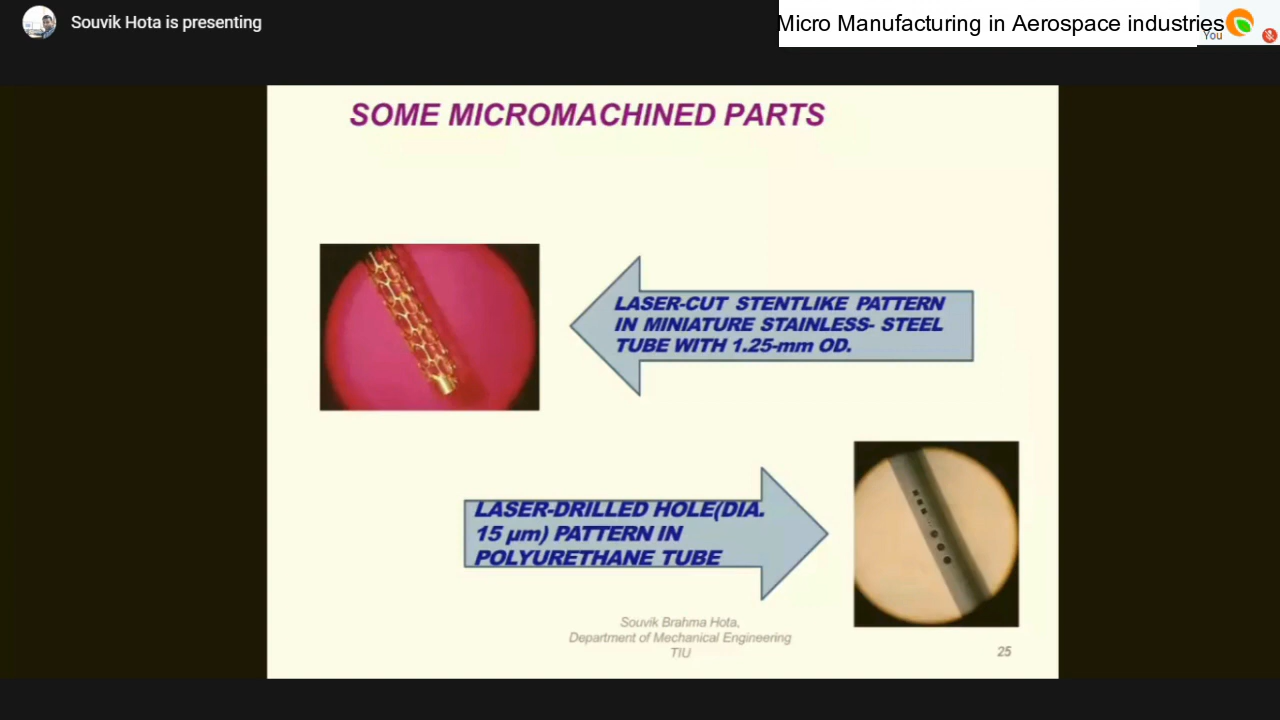 Souvik Hota is presenting
Micro Manufacturing in Aerospace industries
You
SOME MICROMACHINED PARTS
LASER-CUT STENTLIKE PATTERN
IN MINIATURE STAINLESS- STEEL
TUBE WITH 1.25-mm OD.
LASER-DRILLED HOLE(DIA.
15 µm) PATTERN IN
POLYURETHANE TUBE
Souvik Brahma Hota,
Department of Mechanical Engineering
TIU
25